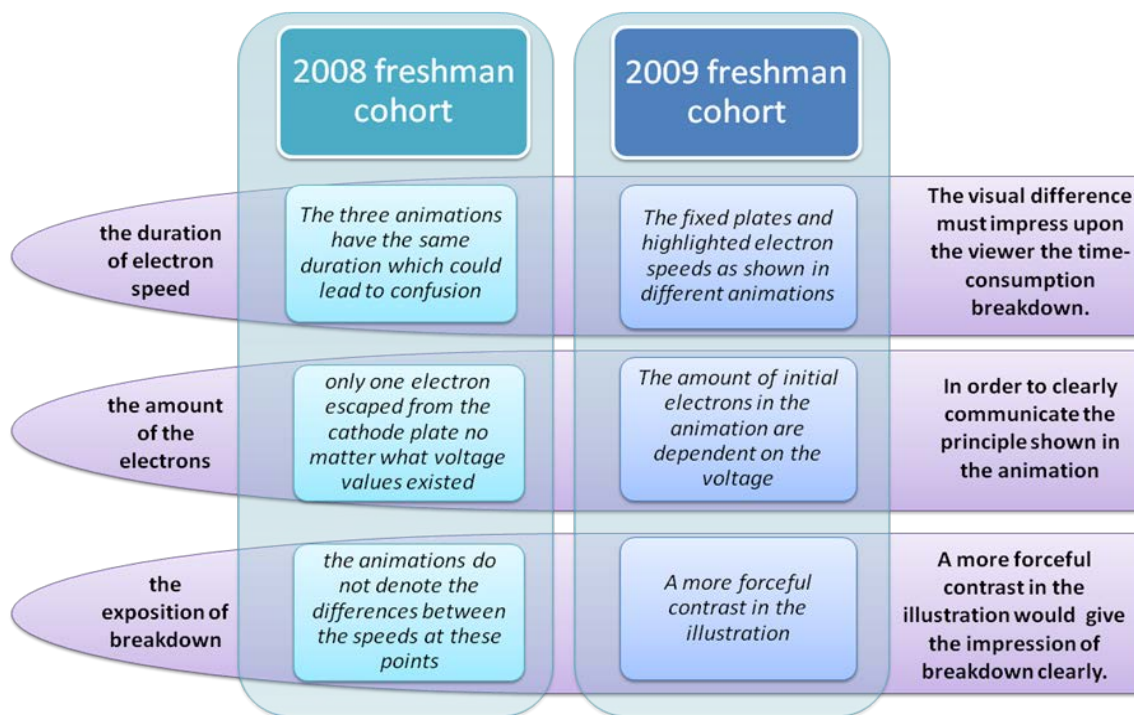 2008 freshman
cohort
2009 freshman
cohort
the duration
of electron
speed
The three animations
have the same
duration which could
lead to confusion
The fixed plates and
highlighted electron
speeds as shown in
different animations
The visual difference
must impress upon
the viewer the time-
consumption
breakdown.
the amount
of the
electrons
only one electron
escaped from the
cathode plate no
matter what voltage
values existed
The amount of initial
electrons in the
animation are
dependent on the
voltage
In order to clearly
communicate the
principle shown in
the animation
the
exposition of
breakdown
the animations do
not denote the
differences between
the speeds at these
points
A more forceful
contrast in the
illustration
A more forceful
contrast in the
illustration would give
the impression of
breakdown clearly.